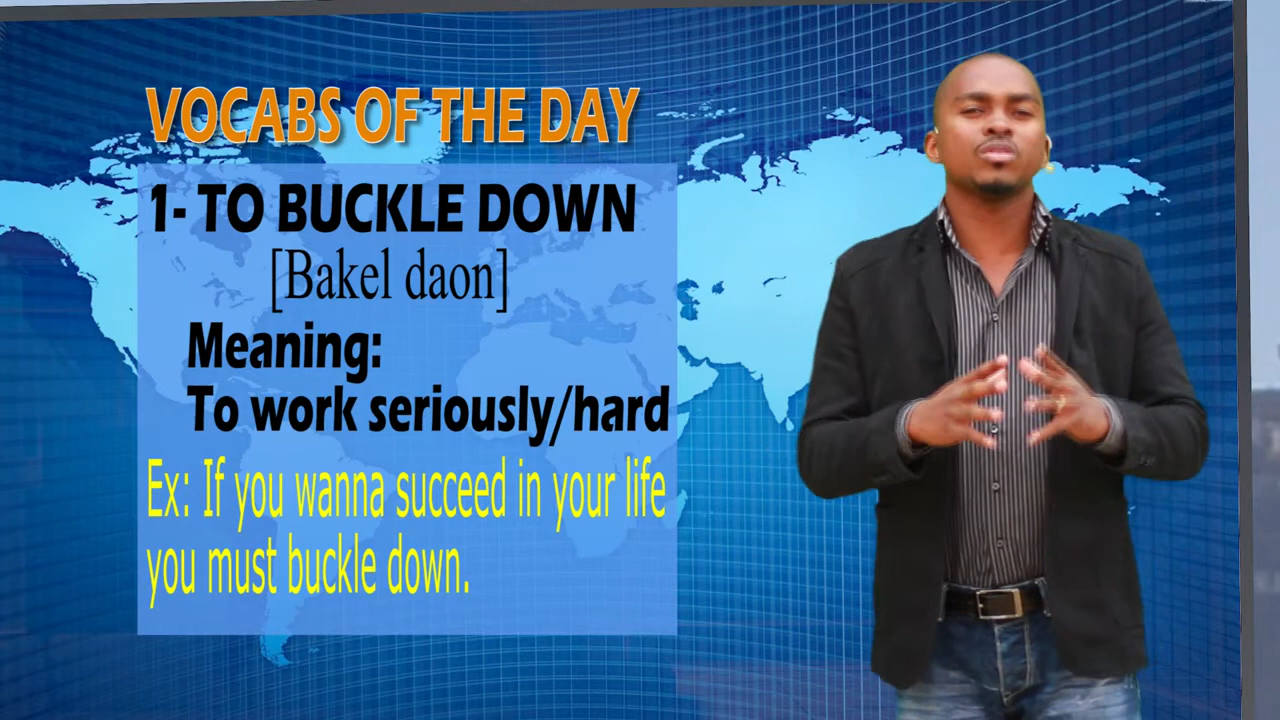 VOCABS OF THE DAY
1- TO BUCKLE DOWN
[Bakel daon]
Meaning:
To work seriously/hard
Ex: If you wanna succeed in your life
you must buckle down.